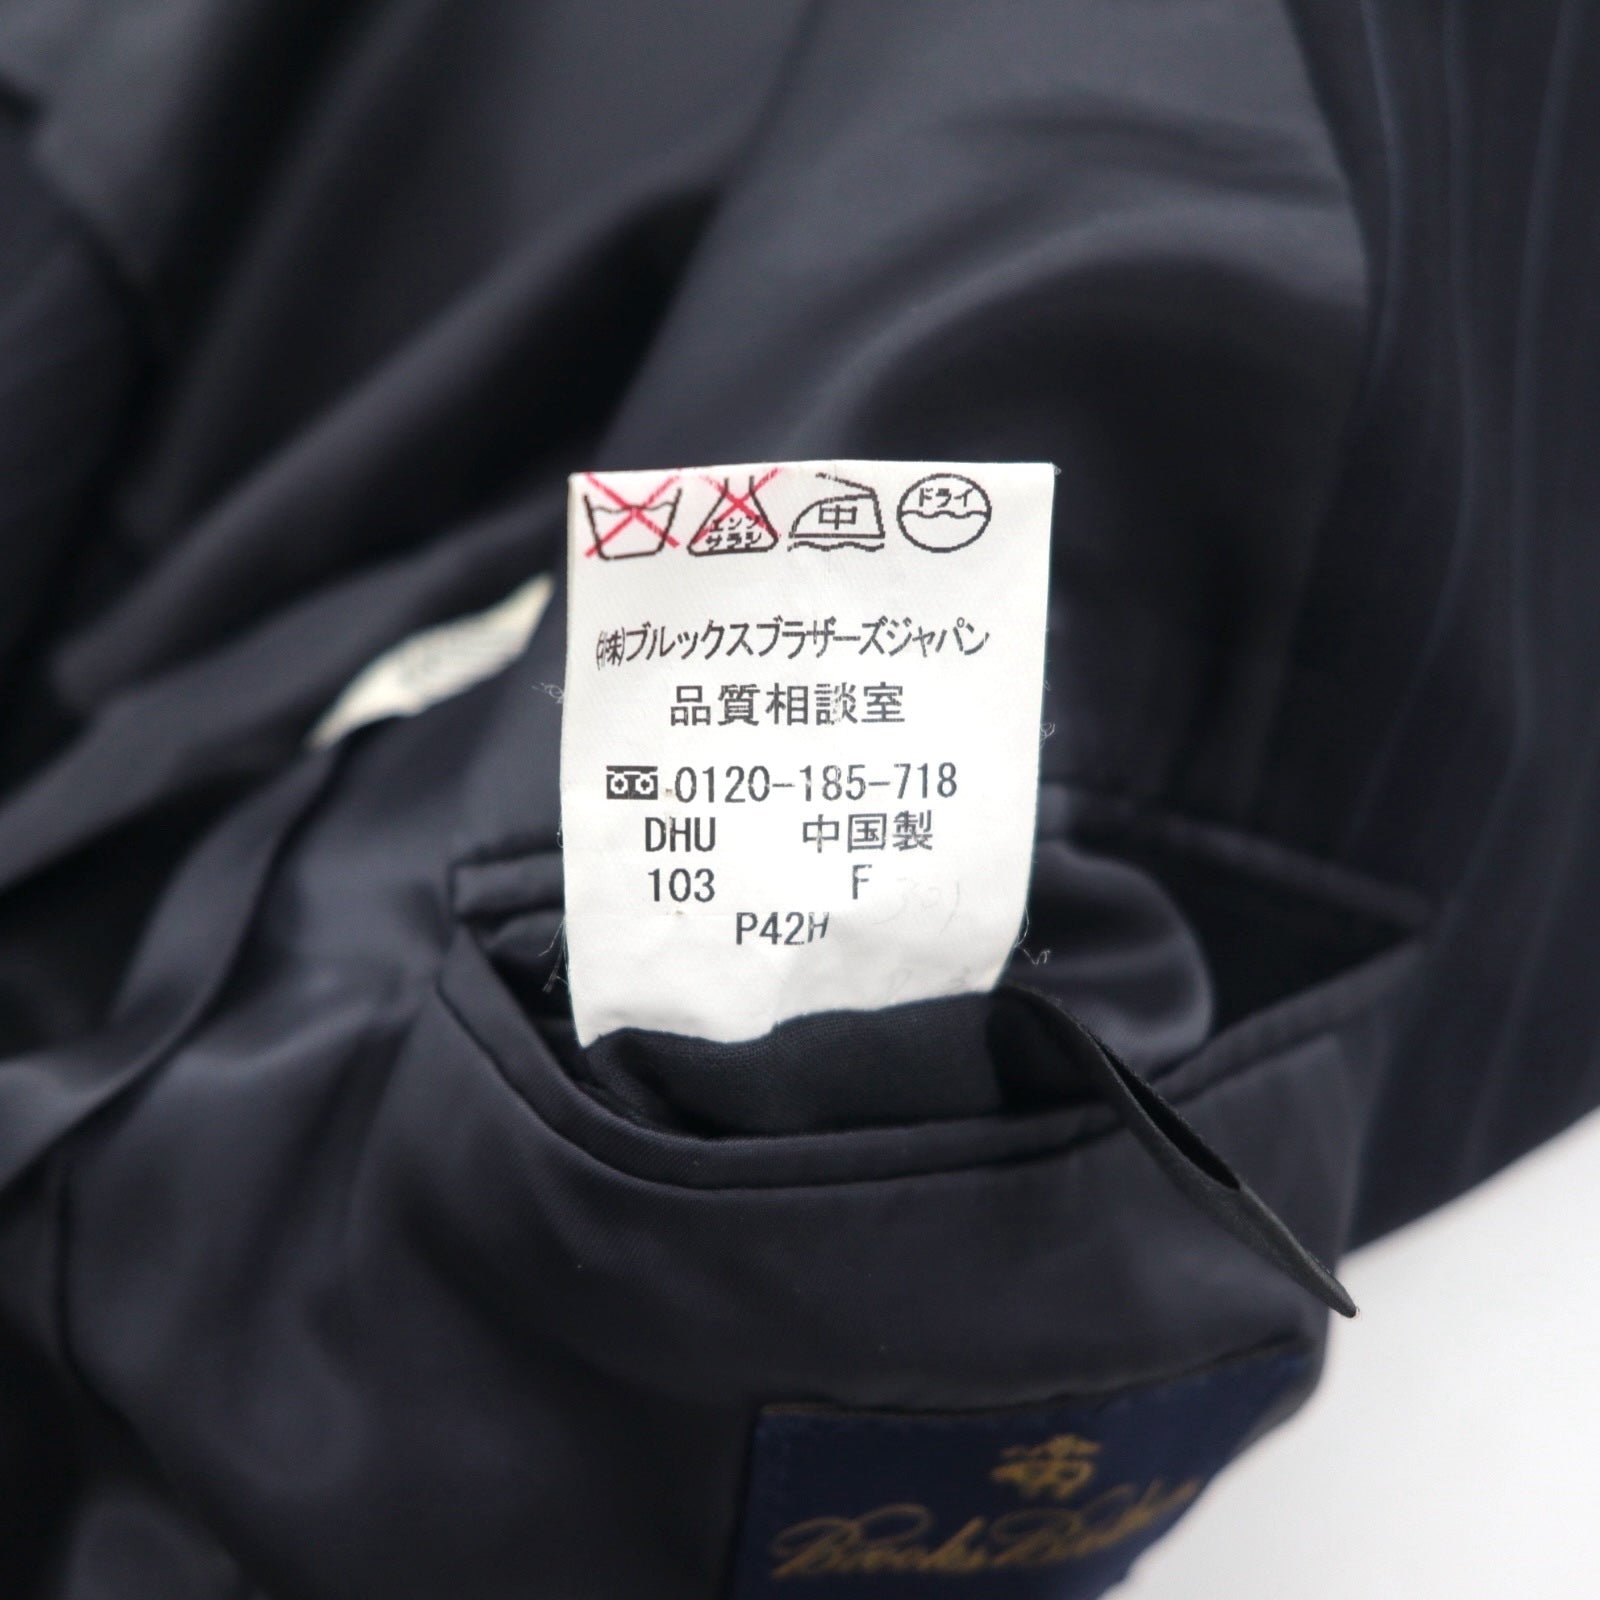 エンソ
サラシ
中
ドライ
(株)ブルックスブラザーズジャパン
品質相談室
0120-185-718
DHU 中国製
103 F
P42H
Brooks Brothers